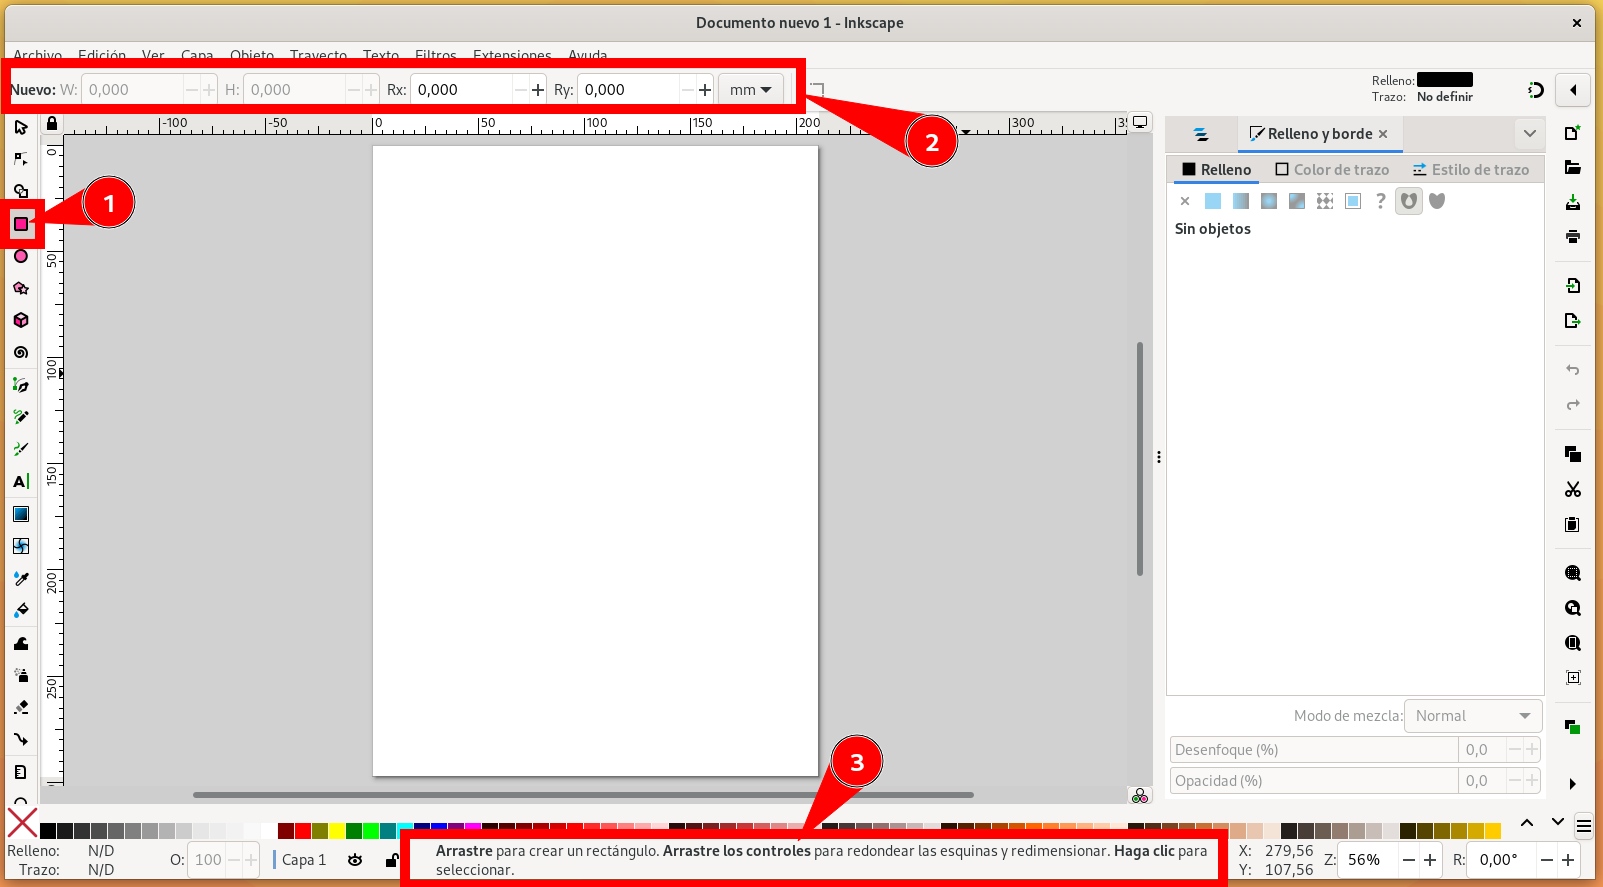 Documento nuevo 1 - Inkscape
Archivo Edición Ver Capa Objeto Trayecto Texto Filtros Extensiones Ayuda
Nuevo: W: 0,000 H: 0,000 Rx: 0,000 Ry: 0,000 mm
Relleno:
Trazo: No definir
-100 -50 0 50 100 150 200 300
2
Relleno y borde
Relleno Color de trazo Estilo de trazo
1
?
Sin objetos
0
50
100
150
200
250
A
Modo de mezcla: Normal
Desenfoque (%) 0,0
Opacidad (%) 0,0
3
Relleno: N/D
Trazo: N/D
O: 100
Capa 1
Arrastre para crear un rectángulo. Arrastre los controles para redondear las esquinas y redimensionar. Haga clic para
seleccionar.
X: 279,56
Y: 107,56
Z: 56%
R: 0,00°